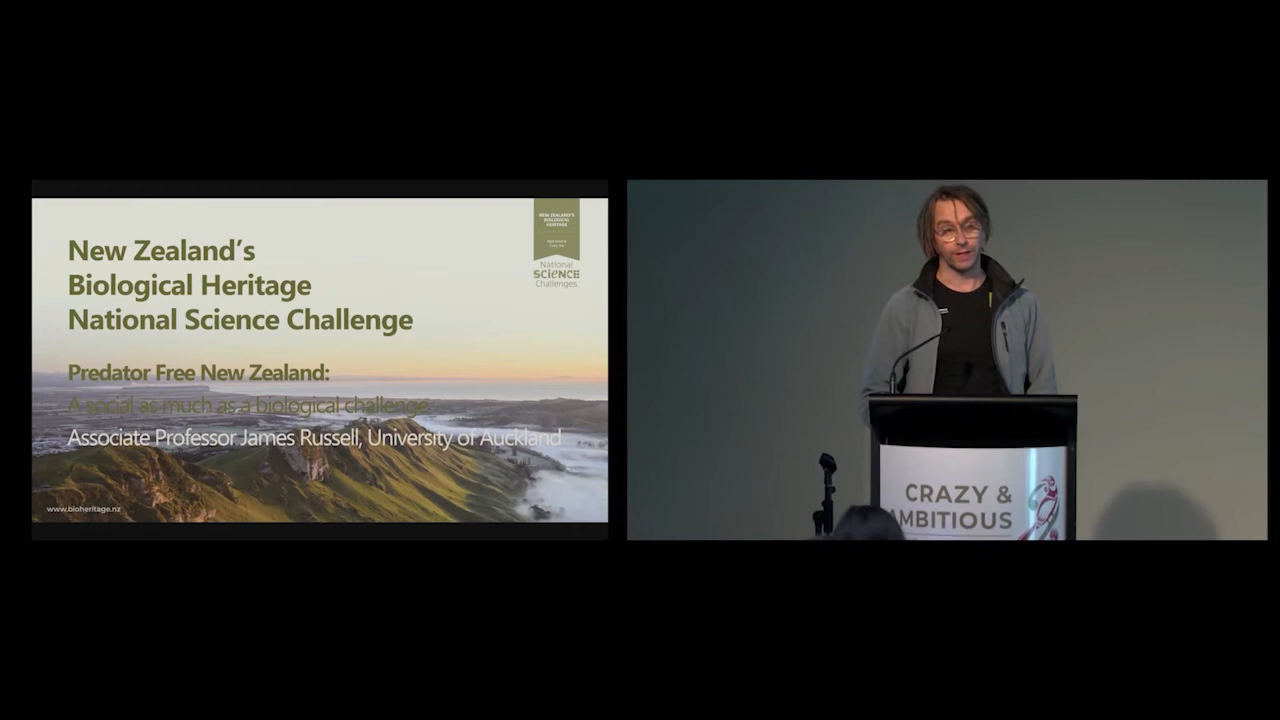 New Zealand's
Biological Heritage
National Science Challenge
Predator Free New Zealand:
A social as much as a biological challenge
Associate Professor James Russell, University of Auckland
www.bioheritage.nz
NEW ZEALAND'S
BIOLOGICAL
HERITAGE
National
SCIENCE
Challenges
CRAZY &
AMBITIOUS